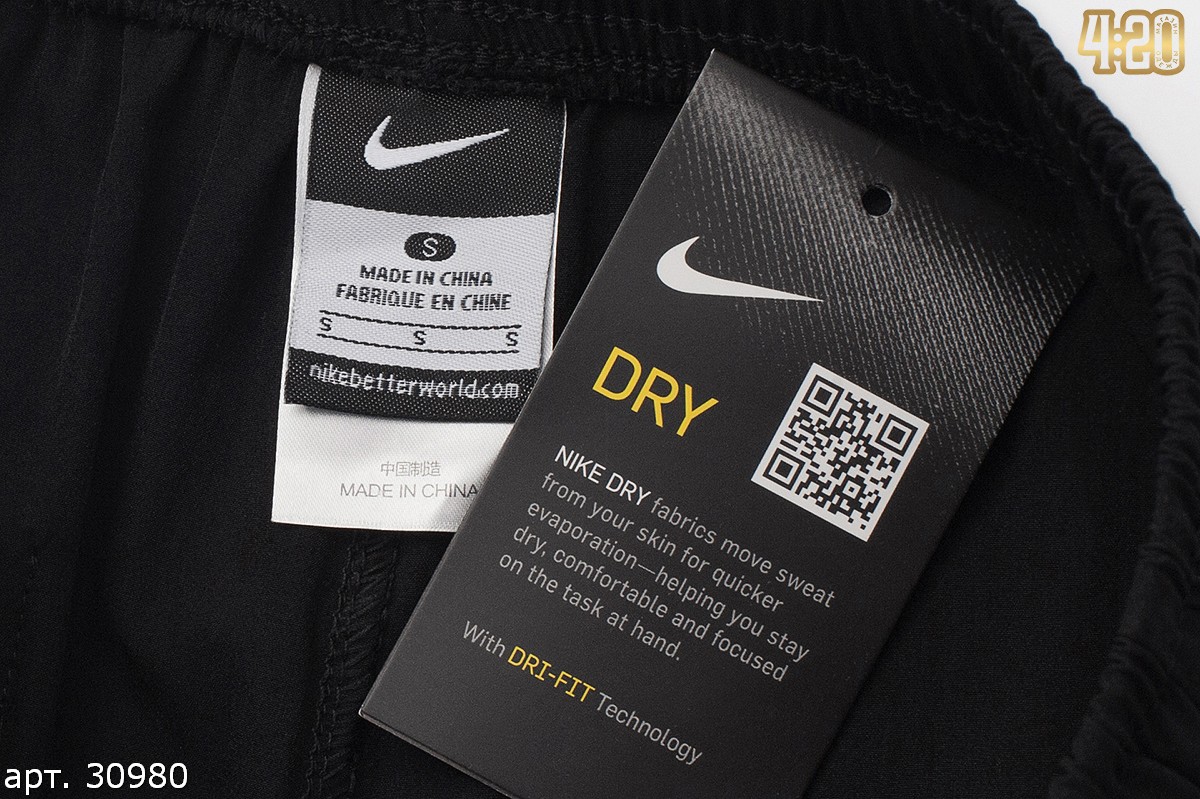 4:20
S
MADE IN CHINA
FABRIQUE EN CHINE
S S S
nikebetterworld.com
中国制造
MADE IN CHINA
DRY
NIKE DRY fabrics move sweat
from your skin for quicker
evaporation—helping you stay
dry, comfortable and focused
on the task at hand.
With DRI-FIT Technology
арт. 30980